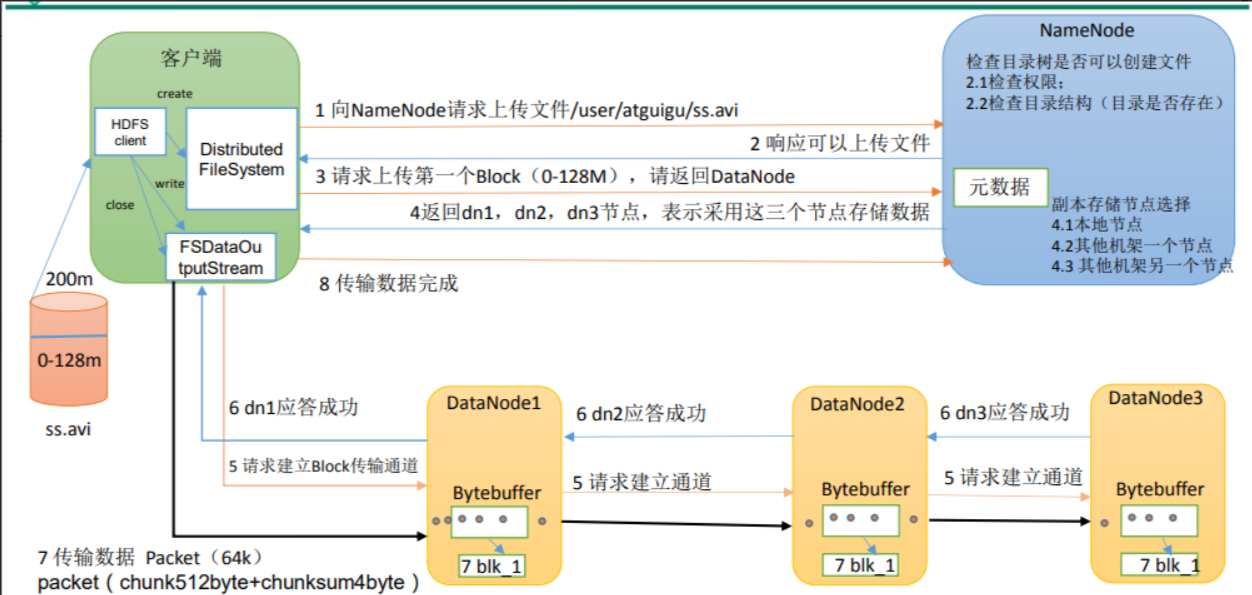 客户端
create
HDFS
client
Distributed
FileSystem
write
close
FSDataOu
tputStream
200m
0-128m
ss.avi
1 向NameNode请求上传文件/user/atguigu/ss.avi
2 响应可以上传文件
3 请求上传第一个Block（0-128M），请返回DataNode
4返回dn1，dn2，dn3节点，表示采用这三个节点存储数据
8 传输数据完成
NameNode
检查目录树是否可以创建文件
2.1检查权限；
2.2检查目录结构（目录是否存在）
元数据
副本存储节点选择
4.1本地节点
4.2其他机架一个节点
4.3 其他机架另一个节点
6 dn1应答成功
5 请求建立Block传输通道
DataNode1
Bytebuffer
7 blk_1
6 dn2应答成功
5 请求建立通道
DataNode2
Bytebuffer
7 blk_1
6 dn3应答成功
5 请求建立通道
DataNode3
Bytebuffer
7 blk_1
7 传输数据 Packet（64k）
packet（chunk512byte+chunksum4byte）